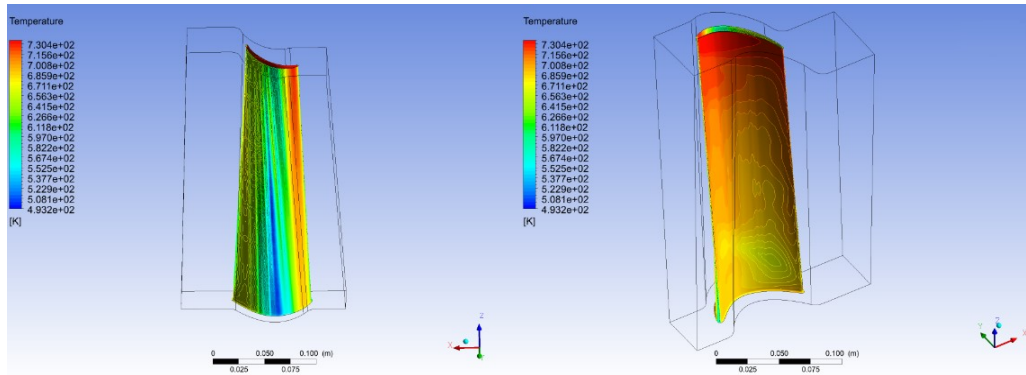 Temperature
7.304e+02
7.156e+02
7.008e+02
6.859e+02
6.711e+02
6.563e+02
6.415e+02
6.266e+02
6.118e+02
5.970e+02
5.822e+02
5.674e+02
5.525e+02
5.377e+02
5.229e+02
5.081e+02
4.932e+02
[K]
0 0.050 0.100 (m)
0.025 0.075
Z
X
Temperature
7.304e+02
7.156e+02
7.008e+02
6.859e+02
6.711e+02
6.563e+02
6.415e+02
6.266e+02
6.118e+02
5.970e+02
5.822e+02
5.674e+02
5.525e+02
5.377e+02
5.229e+02
5.081e+02
4.932e+02
[K]
0 0.050 0.100 (m)
0.025 0.075
Z
Y
X